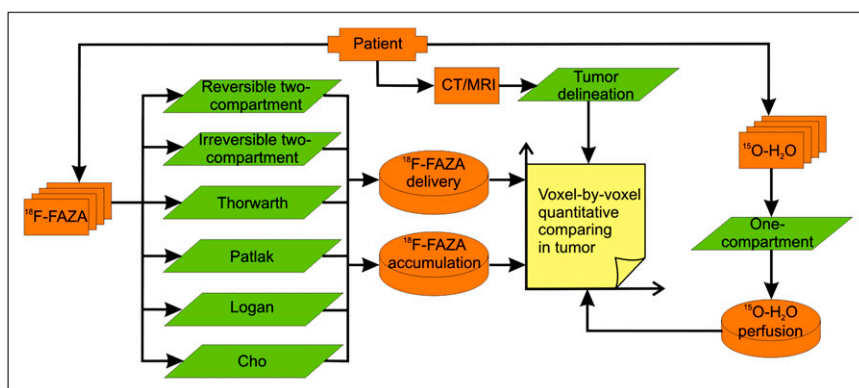 Patient
CT/MRI
Tumor
delineation
Reversible two-
compartment
Irreversible two-
compartment
Thorwarth
Patlak
Logan
Cho
¹⁸F-FAZA
¹⁸F-FAZA
delivery
¹⁸F-FAZA
accumulation
Voxel-by-voxel
quantitative
comparing
in tumor
¹⁵O-H₂O
One-
compartment
¹⁵O-H₂O
perfusion